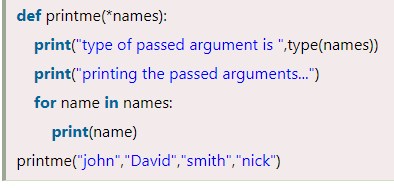 def printme(*names):
    print("type of passed argument is ",type(names))
    print("printing the passed arguments...")
    for name in names:
        print(name)
printme("john","David","smith","nick")